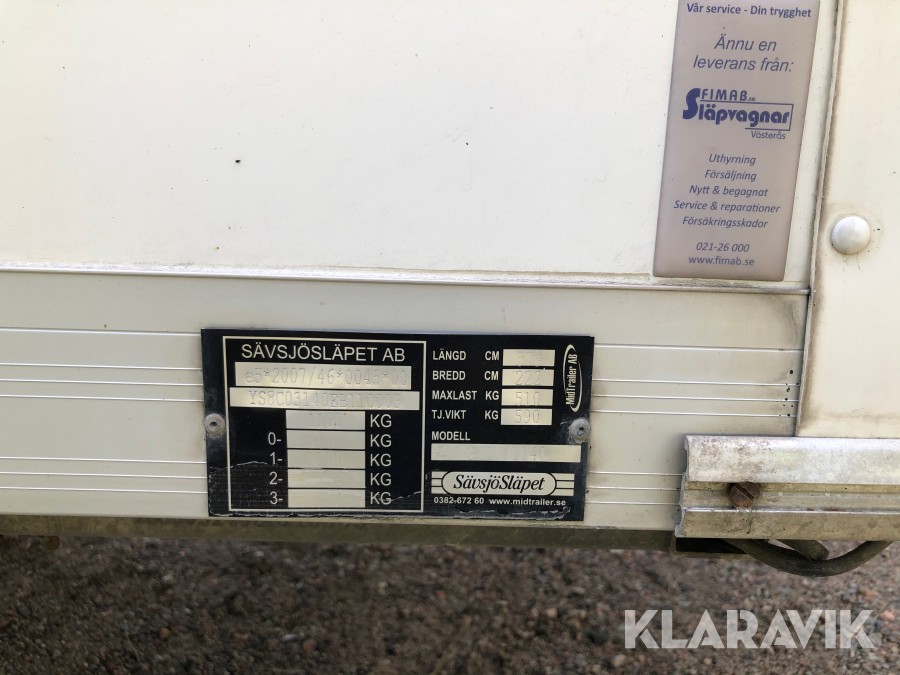 Vår service - Din trygghet
Ännu en
leverans från:
FIMAB.se
Släpvagnar
Västerås
Uthyrning
Försäljning
Nytt & begagnat
Service & reparationer
Försäkringsskador
021-26 000
www.fimab.se
SÄVSJÖSLÄPET AB
KG
0- KG
1- KG
2- KG
3- KG
LÄNGD CM
BREDD CM
MAXLAST KG 510
TJ.VIKT KG 590
MODELL
MidTrailer AB
SävsjöSläpet
0382-672 60 www.midtrailer.se
KLARAVIK